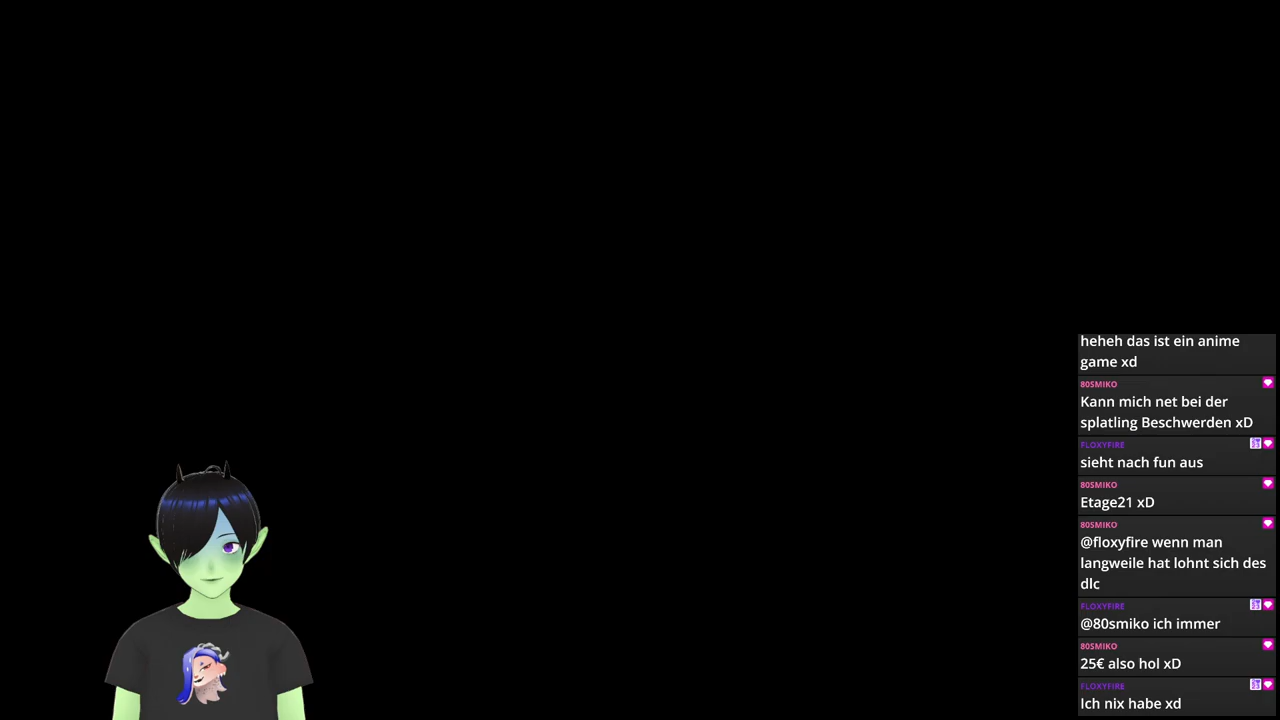 heheh das ist ein anime
game xd
80SMIKO
Kann mich net bei der
splatling Beschwerden xD
FLOXYFIRE
sieht nach fun aus
80SMIKO
Etage21 xD
80SMIKO
@floxyfire wenn man
langweile hat lohnt sich des
dlc
FLOXYFIRE
@80smiko ich immer
80SMIKO
25€ also hol xD
FLOXYFIRE
Ich nix habe xd